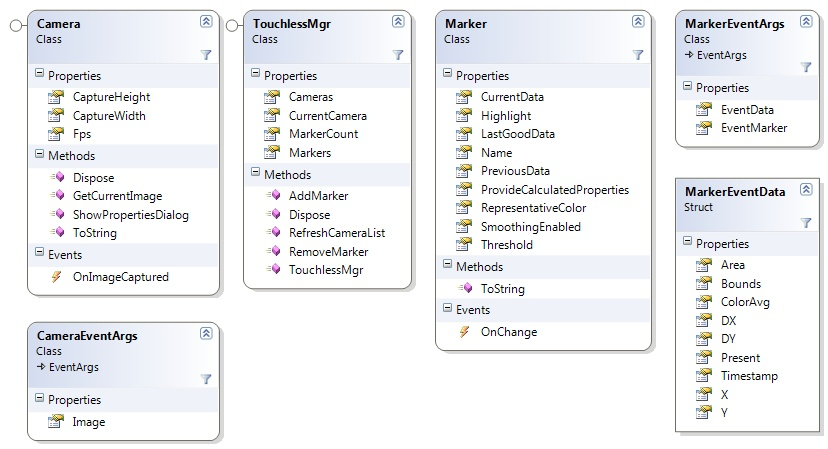 Camera
Class
Properties
CaptureHeight
CaptureWidth
Fps
Methods
Dispose
GetCurrentImage
ShowPropertiesDialog
ToString
Events
OnImageCaptured
TouchlessMgr
Class
Properties
Cameras
CurrentCamera
MarkerCount
Markers
Methods
AddMarker
Dispose
RefreshCameraList
RemoveMarker
TouchlessMgr
Marker
Class
Properties
CurrentData
Highlight
LastGoodData
Name
PreviousData
ProvideCalculatedProperties
RepresentativeColor
SmoothingEnabled
Threshold
Methods
ToString
Events
OnChange
MarkerEventArgs
Class
EventArgs
Properties
EventData
EventMarker
MarkerEventData
Struct
Properties
Area
Bounds
ColorAvg
DX
DY
Present
Timestamp
X
Y
CameraEventArgs
Class
EventArgs
Properties
Image